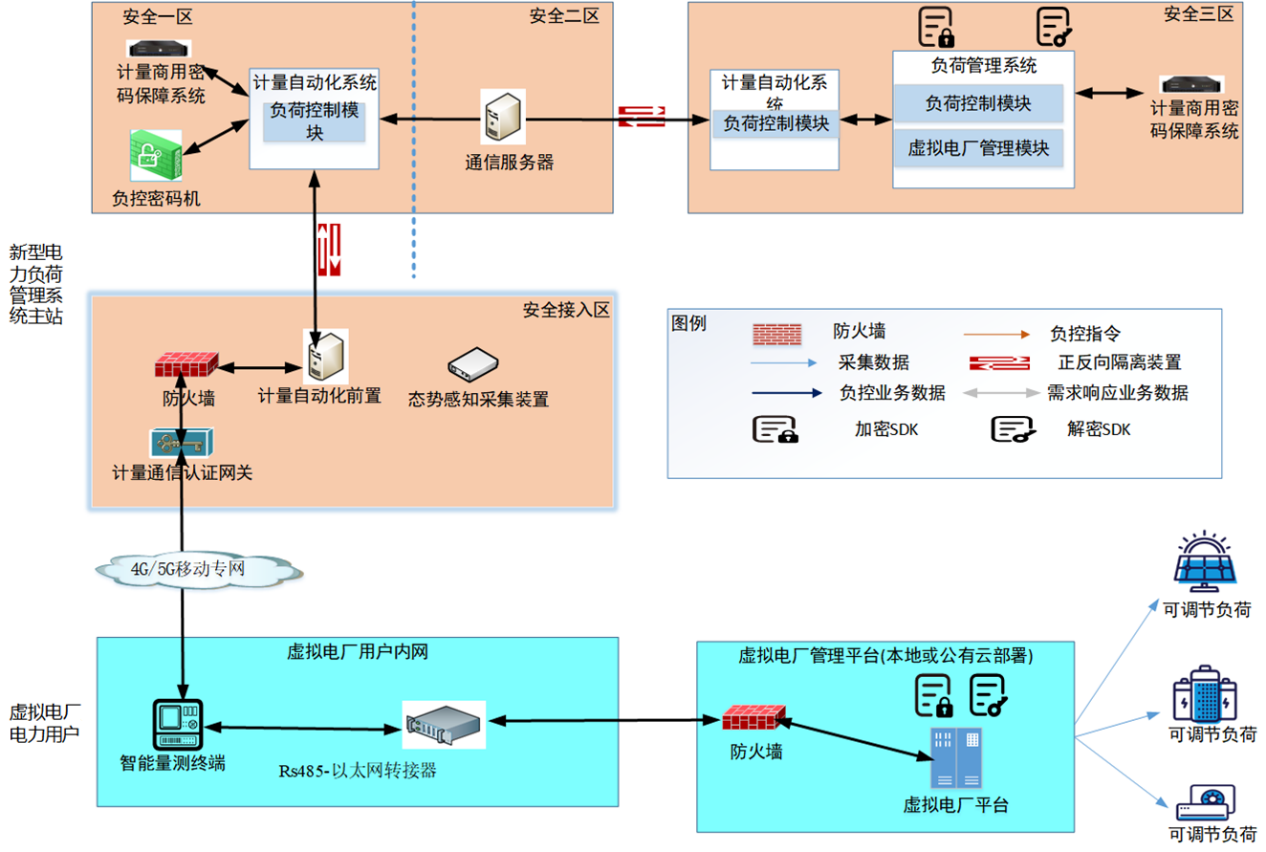 安全一区
安全二区
计量商用密
码保障系统
计量自动化系统
负荷控制模
块
负控密码机
通信服务器
安全三区
计量自动化系
统
负荷控制模块
负荷管理系统
负荷控制模块
虚拟电厂管理模块
计量商用密
码保障系统
新型电
力负荷
管理系
统主站
安全接入区
防火墙
计量自动化前置
态势感知采集装置
计量通信认证网关
图例
防火墙
负控指令
采集数据
正反向隔离装置
负控业务数据
需求响应业务数据
加密SDK
解密SDK
4G/5G移动专网
虚拟电厂
电力用户
虚拟电厂用户内网
智能量测终端
Rs485-以太网转接器
虚拟电厂管理平台(本地或公有云部署)
防火墙
虚拟电厂平台
可调节负荷
可调节负荷
可调节负荷